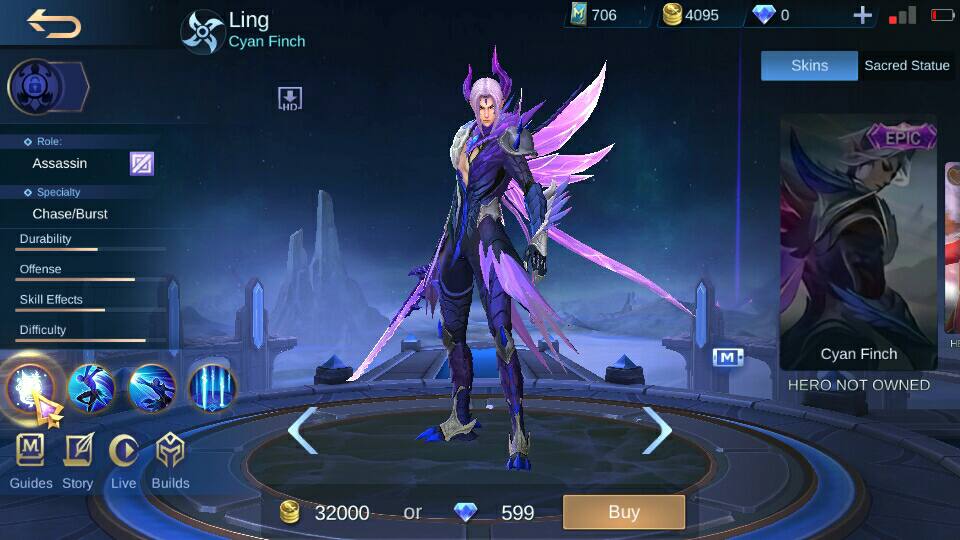 Ling
Cyan Finch
706
4095
0
Skins
Sacred Statue
HD
EPIC
Role:
Assassin
Specialty
Chase/Burst
Durability
Offense
Skill Effects
Difficulty
M
Cyan Finch
HERO NOT OWNED
M
Guides
Story
Live
Builds
32000
or
599
Buy